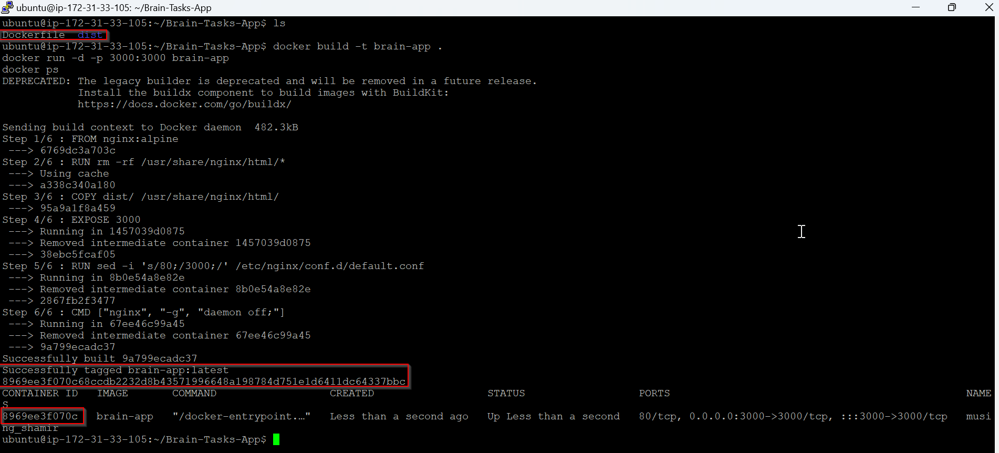 ubuntu@ip-172-31-33-105: ~/Brain-Tasks-App
ubuntu@ip-172-31-33-105:~/Brain-Tasks-App$ ls
Dockerfile  dist
ubuntu@ip-172-31-33-105:~/Brain-Tasks-App$ docker build -t brain-app .
docker run -d -p 3000:3000 brain-app
docker ps
DEPRECATED: The legacy builder is deprecated and will be removed in a future release.
            Install the buildx component to build images with BuildKit:
            https://docs.docker.com/go/buildx/
Sending build context to Docker daemon  482.3kB
Step 1/6 : FROM nginx:alpine
 ---> 6769dc3a703c
Step 2/6 : RUN rm -rf /usr/share/nginx/html/*
 ---> Using cache
 ---> a338c340a180
Step 3/6 : COPY dist/ /usr/share/nginx/html/
 ---> 95a9a1f8a459
Step 4/6 : EXPOSE 3000
 ---> Running in 1457039d0875
 ---> Removed intermediate container 1457039d0875
 ---> 38ebc5fcaf05
Step 5/6 : RUN sed -i 's/80;/3000;/' /etc/nginx/conf.d/default.conf
 ---> Running in 8b0e54a8e82e
 ---> Removed intermediate container 8b0e54a8e82e
 ---> 2867fb2f3477
Step 6/6 : CMD ["nginx", "-g", "daemon off;"]
 ---> Running in 67ee46c99a45
 ---> Removed intermediate container 67ee46c99a45
 ---> 9a799ecadc37
Successfully built 9a799ecadc37
Successfully tagged brain-app:latest
8969ee3f070c68ccdb2232d8b43571996648a198784d751e1d6411dc64337bbc
CONTAINER ID   IMAGE       COMMAND                  CREATED                  STATUS                  PORTS                                               NAME
S
8969ee3f070c   brain-app   "/docker-entrypoint.…"   Less than a second ago   Up Less than a second   80/tcp, 0.0.0.0:3000->3000/tcp, :::3000->3000/tcp   musi
ng_shamir
ubuntu@ip-172-31-33-105:~/Brain-Tasks-App$